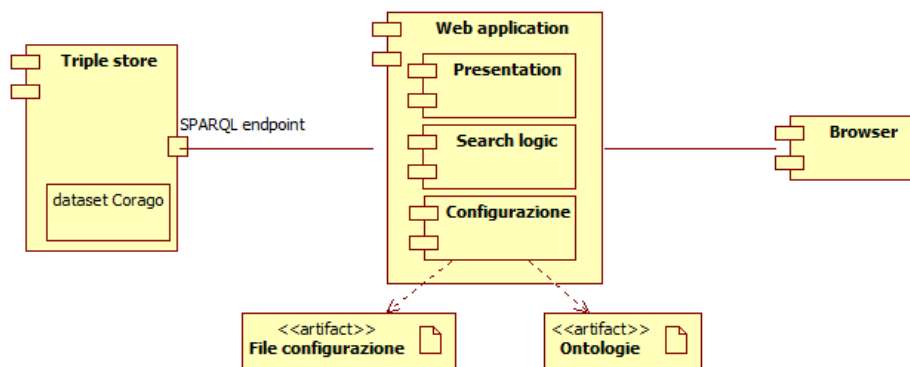 Triple store
SPARQL endpoint
dataset Corago
Web application
Presentation
Search logic
Configurazione
Browser
<<artifact>>
File configurazione
<<artifact>>
Ontologie